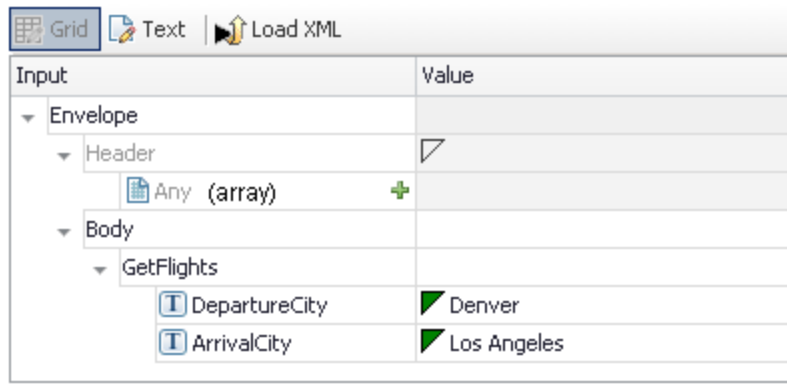 Grid Text Load XML
Input Value
Envelope
Header
Any (array)
Body
GetFlights
T DepartureCity Denver
T ArrivalCity Los Angeles